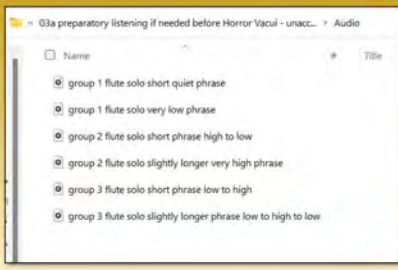 03a preparatory listening if needed before Horror Vacui - unacc... > Audio
Name # Title
group 1 flute solo short quiet phrase
group 1 flute solo very low phrase
group 2 flute solo short phrase high to low
group 2 flute solo slightly longer very high phrase
group 3 flute solo short phrase low to high
group 3 flute solo slightly longer phrase low to high to low